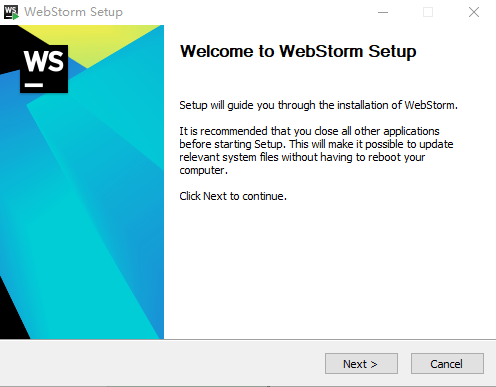 WS WebStorm Setup
WS
Welcome to WebStorm Setup
Setup will guide you through the installation of WebStorm.
It is recommended that you close all other applications
before starting Setup. This will make it possible to update
relevant system files without having to reboot your
computer.
Click Next to continue.
Next > Cancel